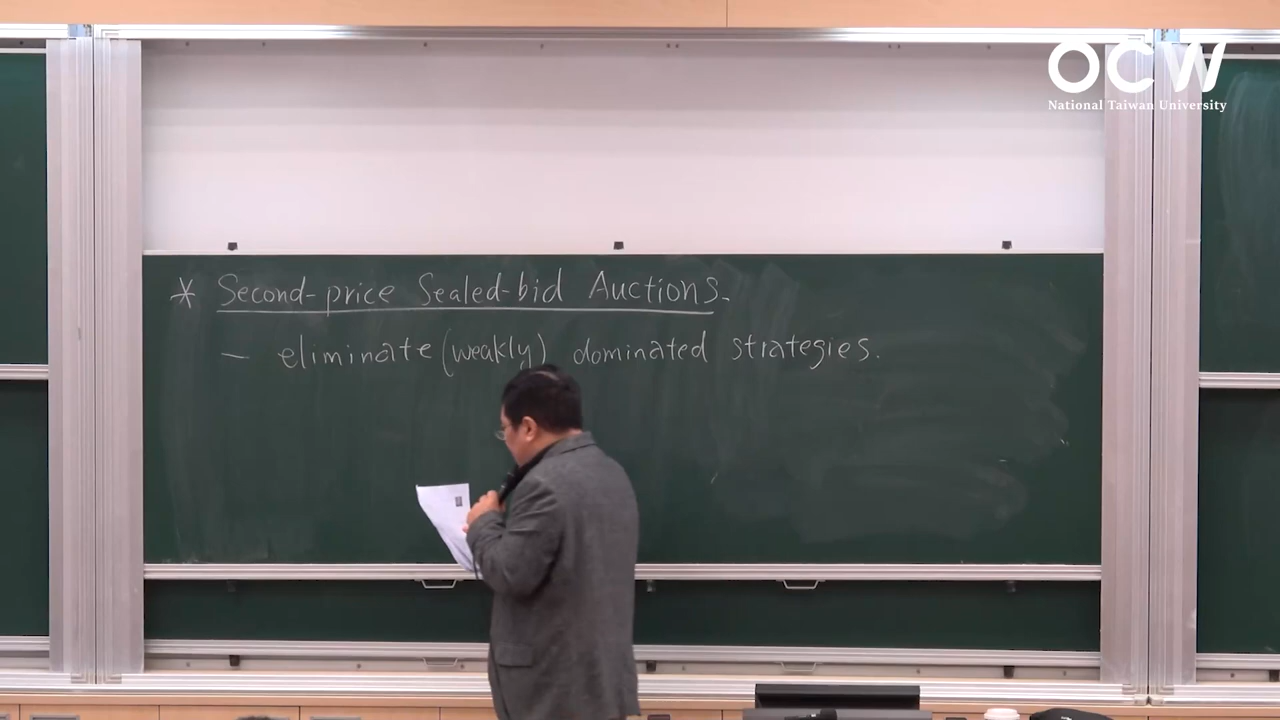 OCW
National Taiwan University
* Second-price Sealed-bid Auctions.
— eliminate (weakly) dominated strategies.